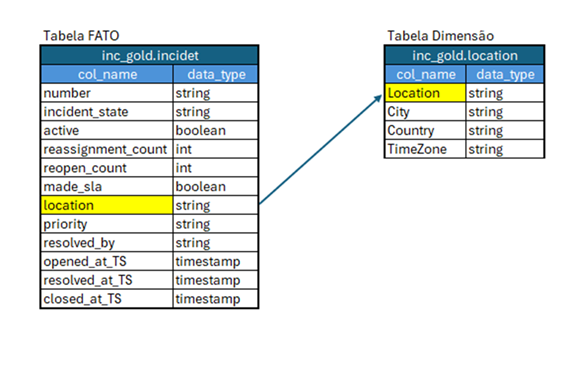 Tabela FATO
inc_gold.incidet
col_name data_type
number string
incident_state string
active boolean
reassignment_count int
reopen_count int
made_sla boolean
location string
priority string
resolved_by string
opened_at_TS timestamp
resolved_at_TS timestamp
closed_at_TS timestamp
Tabela Dimensão
inc_gold.location
col_name data_type
Location string
City string
Country string
TimeZone string